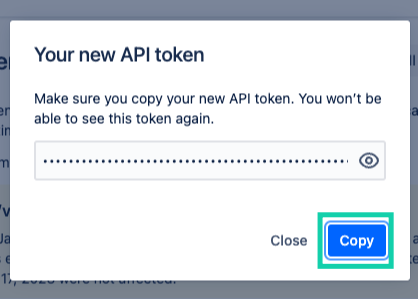 Your new API token
Make sure you copy your new API token. You won't be
able to see this token again.
••••••••••••••••••••••••••••••••••••••••••••••••
Close
Copy